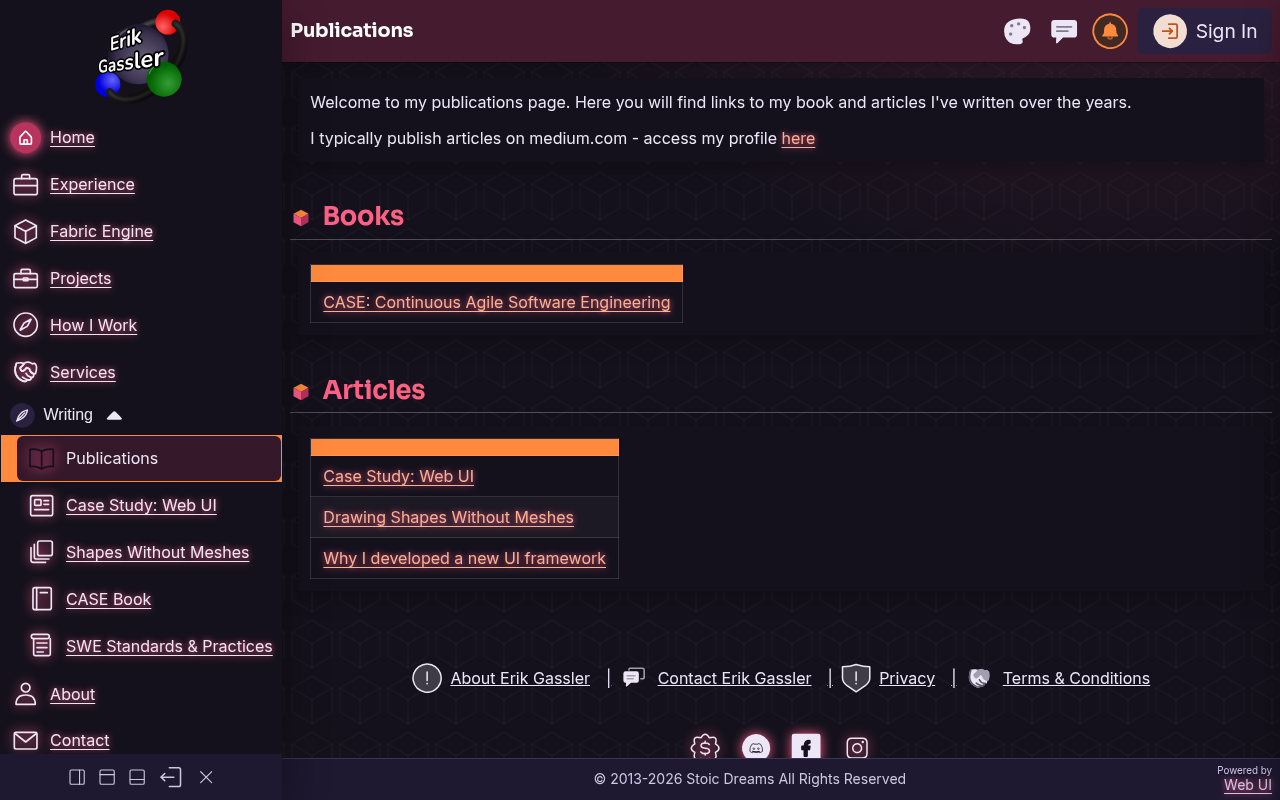 Erik
Gassler
Publications
Sign In
Home
Experience
Fabric Engine
Projects
How I Work
Services
Writing
Publications
Case Study: Web UI
Shapes Without Meshes
CASE Book
SWE Standards & Practices
About
Contact
Welcome to my publications page. Here you will find links to my book and articles I've written over the years.
I typically publish articles on medium.com - access my profile here
Books
CASE: Continuous Agile Software Engineering
Articles
Case Study: Web UI
Drawing Shapes Without Meshes
Why I developed a new UI framework
About Erik Gassler | Contact Erik Gassler | Privacy | Terms & Conditions
© 2013-2026 Stoic Dreams All Rights Reserved
Powered by
Web UI